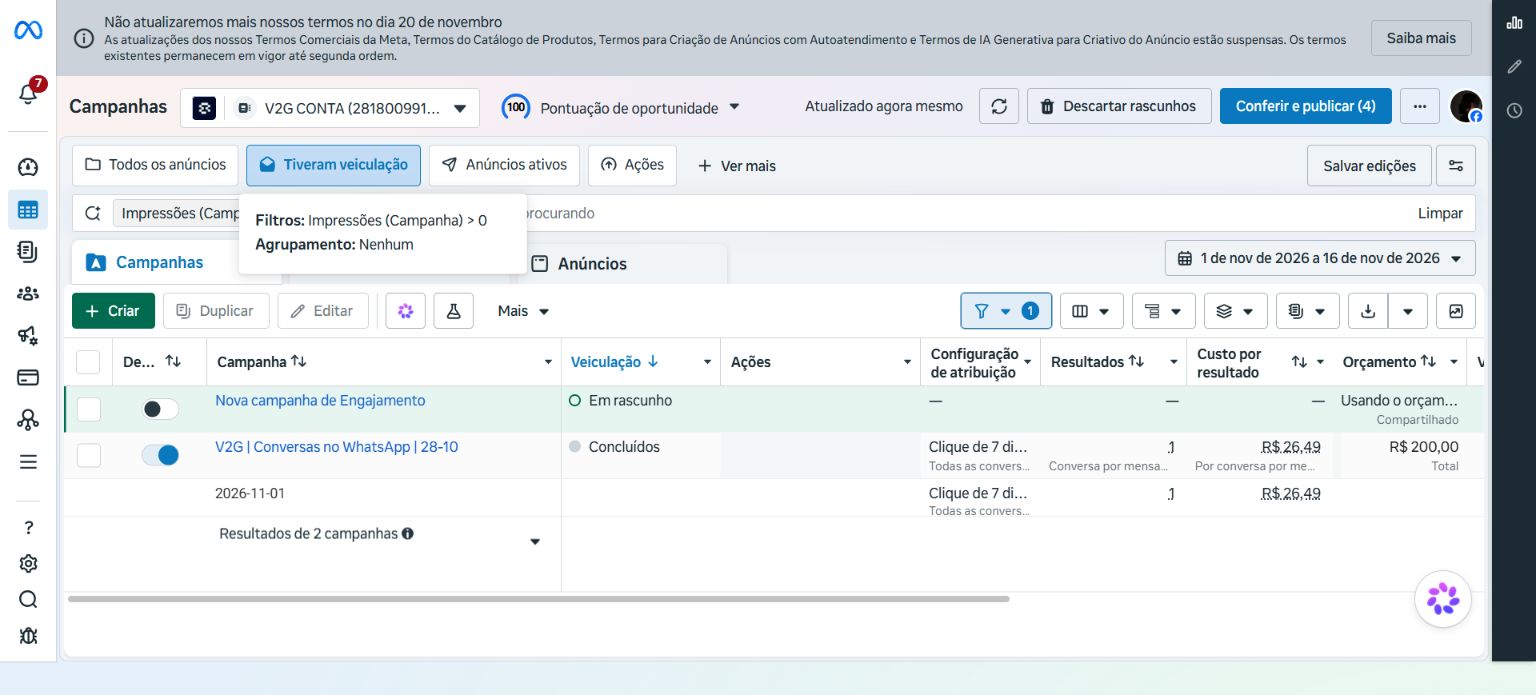 Não atualizaremos mais nossos termos no dia 20 de novembro
As atualizações dos nossos Termos Comerciais da Meta, Termos do Catálogo de Produtos, Termos para Criação de Anúncios com Autoatendimento e Termos de IA Generativa para Criativo do Anúncio estão suspensas. Os termos
existentes permanecem em vigor até segunda ordem.
Saiba mais
7
Campanhas
V2G CONTA (281800991...
100
Pontuação de oportunidade
Atualizado agora mesmo
Descartar rascunhos
Conferir e publicar (4)
Todos os anúncios
Tiveram veiculação
Anúncios ativos
Ações
Ver mais
Salvar edições
Impressões (Camp
rocurando
Limpar
Filtros: Impressões (Campanha) > 0
Agrupamento: Nenhum
Campanhas
Anúncios
1 de nov de 2026 a 16 de nov de 2026
+ Criar
Duplicar
Editar
Mais
1
De...
Campanha
Veiculação
Ações
Configuração
de atribuição
Resultados
Custo por
resultado
Orçamento
V
Nova campanha de Engajamento
Em rascunho
—
—
—
Usando o orçam...
Compartilhado
V2G | Conversas no WhatsApp | 28-10
Concluídos
Clique de 7 di...
1
R$ 26,49
R$ 200,00
Todas as convers...
Conversa por mensa...
Por conversa por me...
Total
2026-11-01
Clique de 7 di...
1
R$ 26,49
Todas as convers...
Resultados de 2 campanhas
?